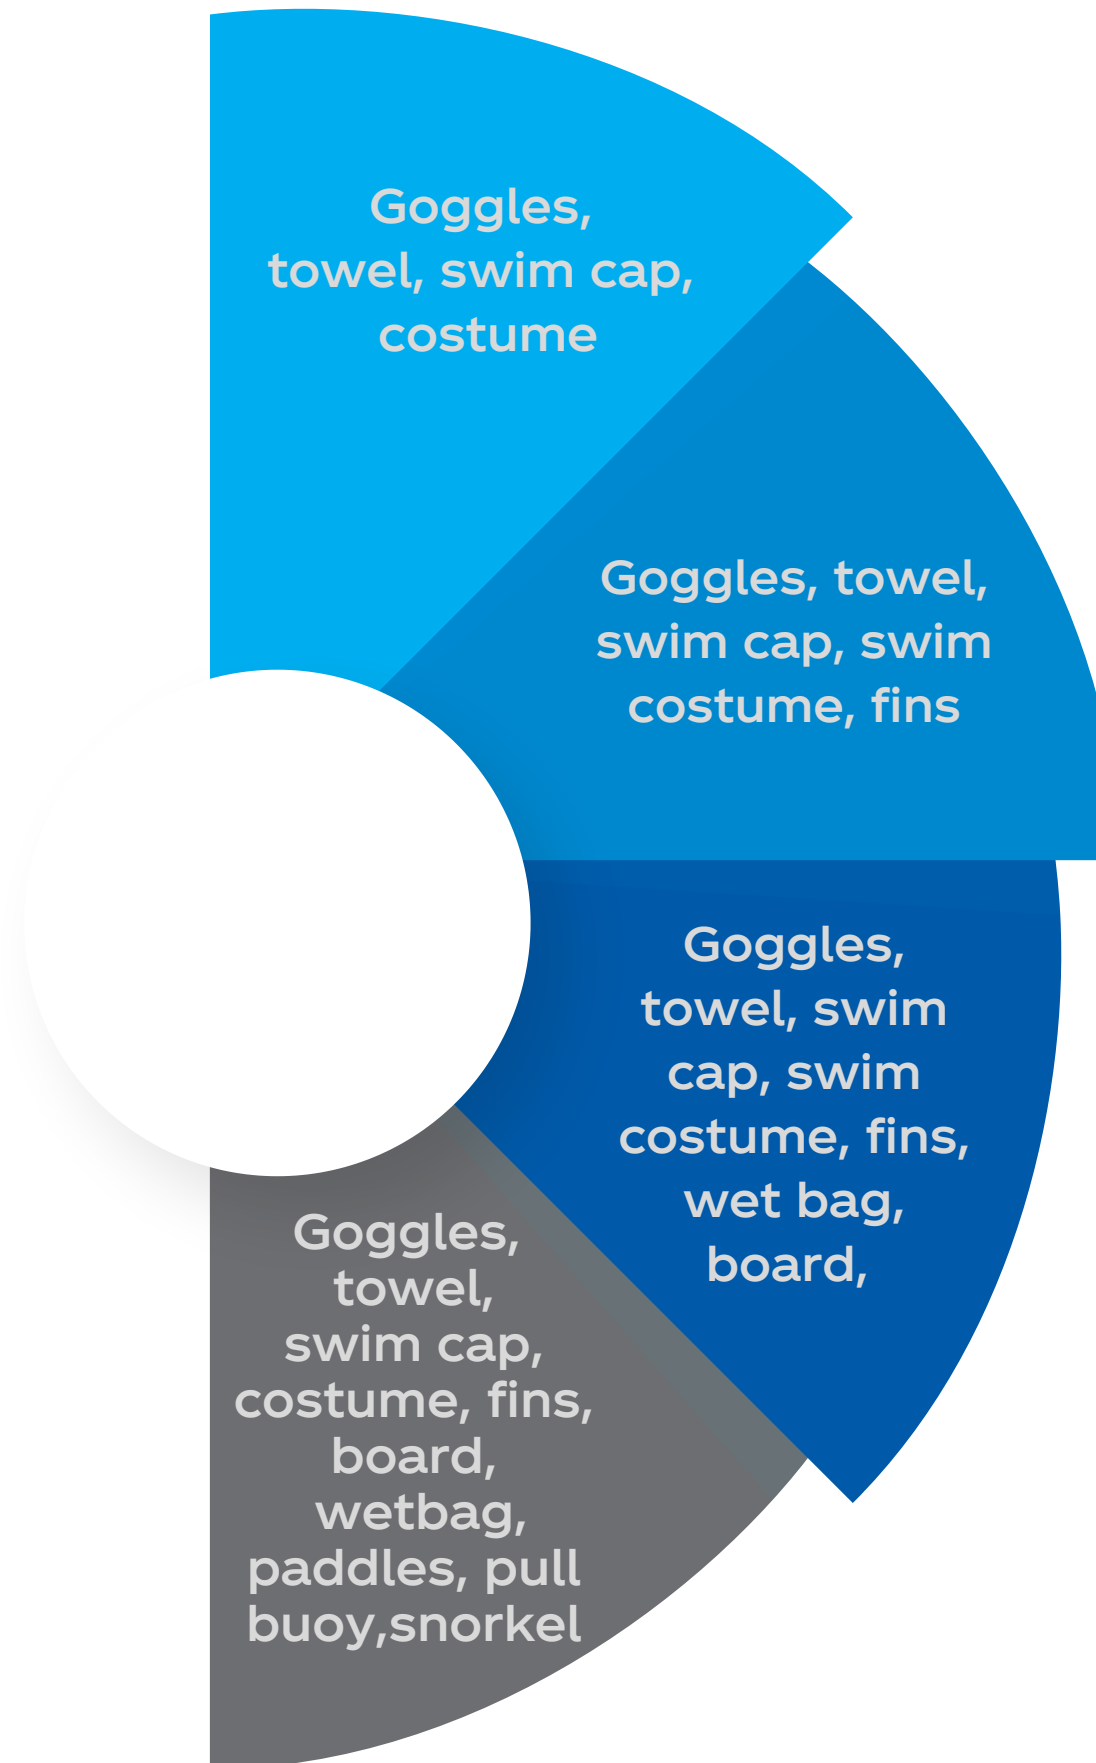 Goggles,
towel, swim cap,
costume
Goggles, towel,
swim cap, swim
costume, fins
Goggles,
towel, swim
cap, swim
costume, fins,
wet bag,
board,
Goggles,
towel,
swim cap,
costume, fins,
board,
wetbag,
paddles, pull
buoy,snorkel